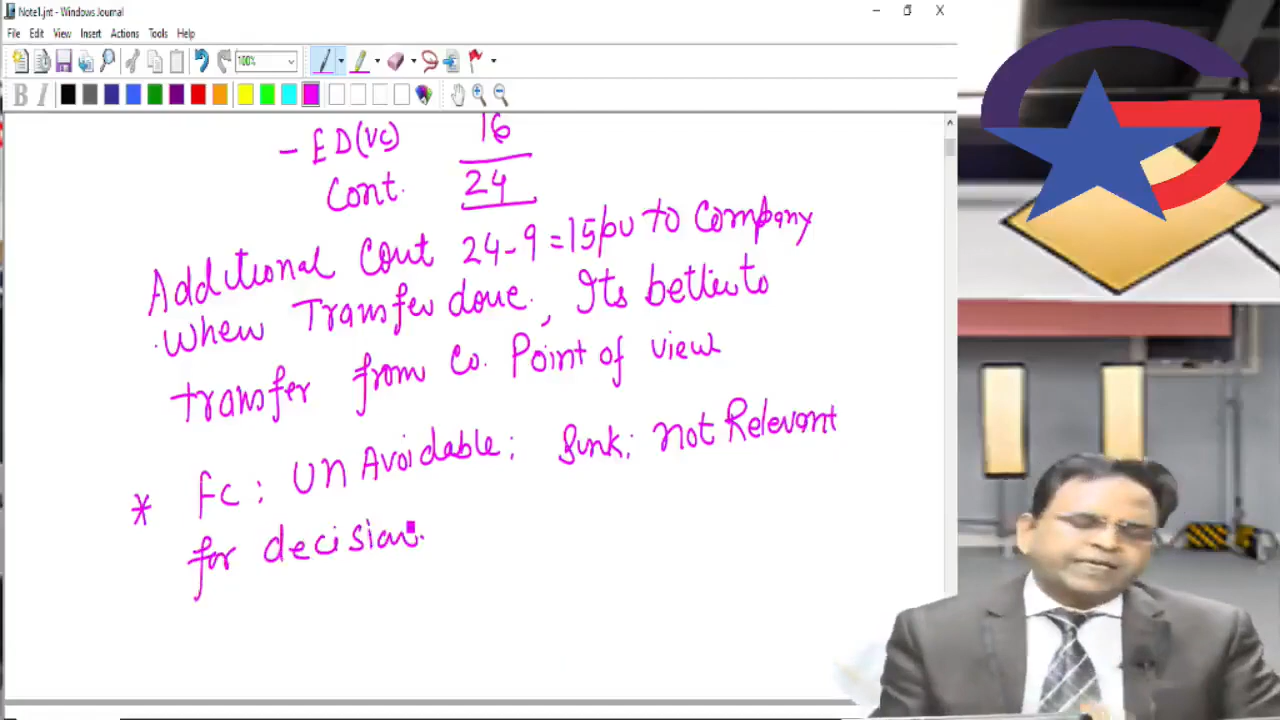 Note1.jnt - Windows Journal
File Edit View Insert Actions Tools Help
100%
B I
- ED(VC) 16
Cont. 24
Additional Cont 24-9=15pu to Company
When Transfer done, Its better to
transfer from Co. Point of view
* FC: UnAvoidable; Sunk; not Relevant
for decision.